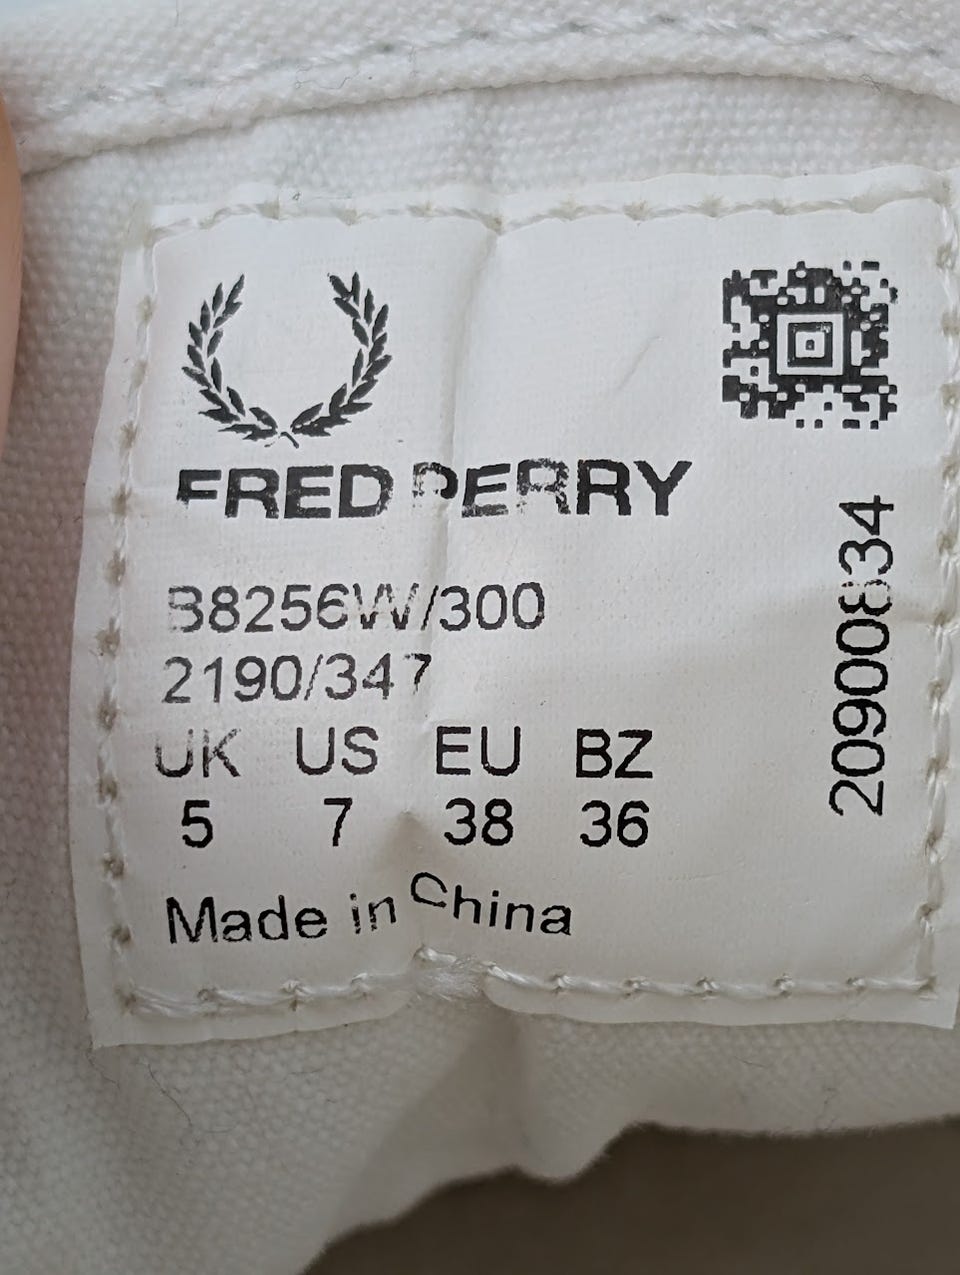 FRED PERRY
B8256W/300
2190/347
UK US EU BZ
5 7 38 36
Made in China
20900834